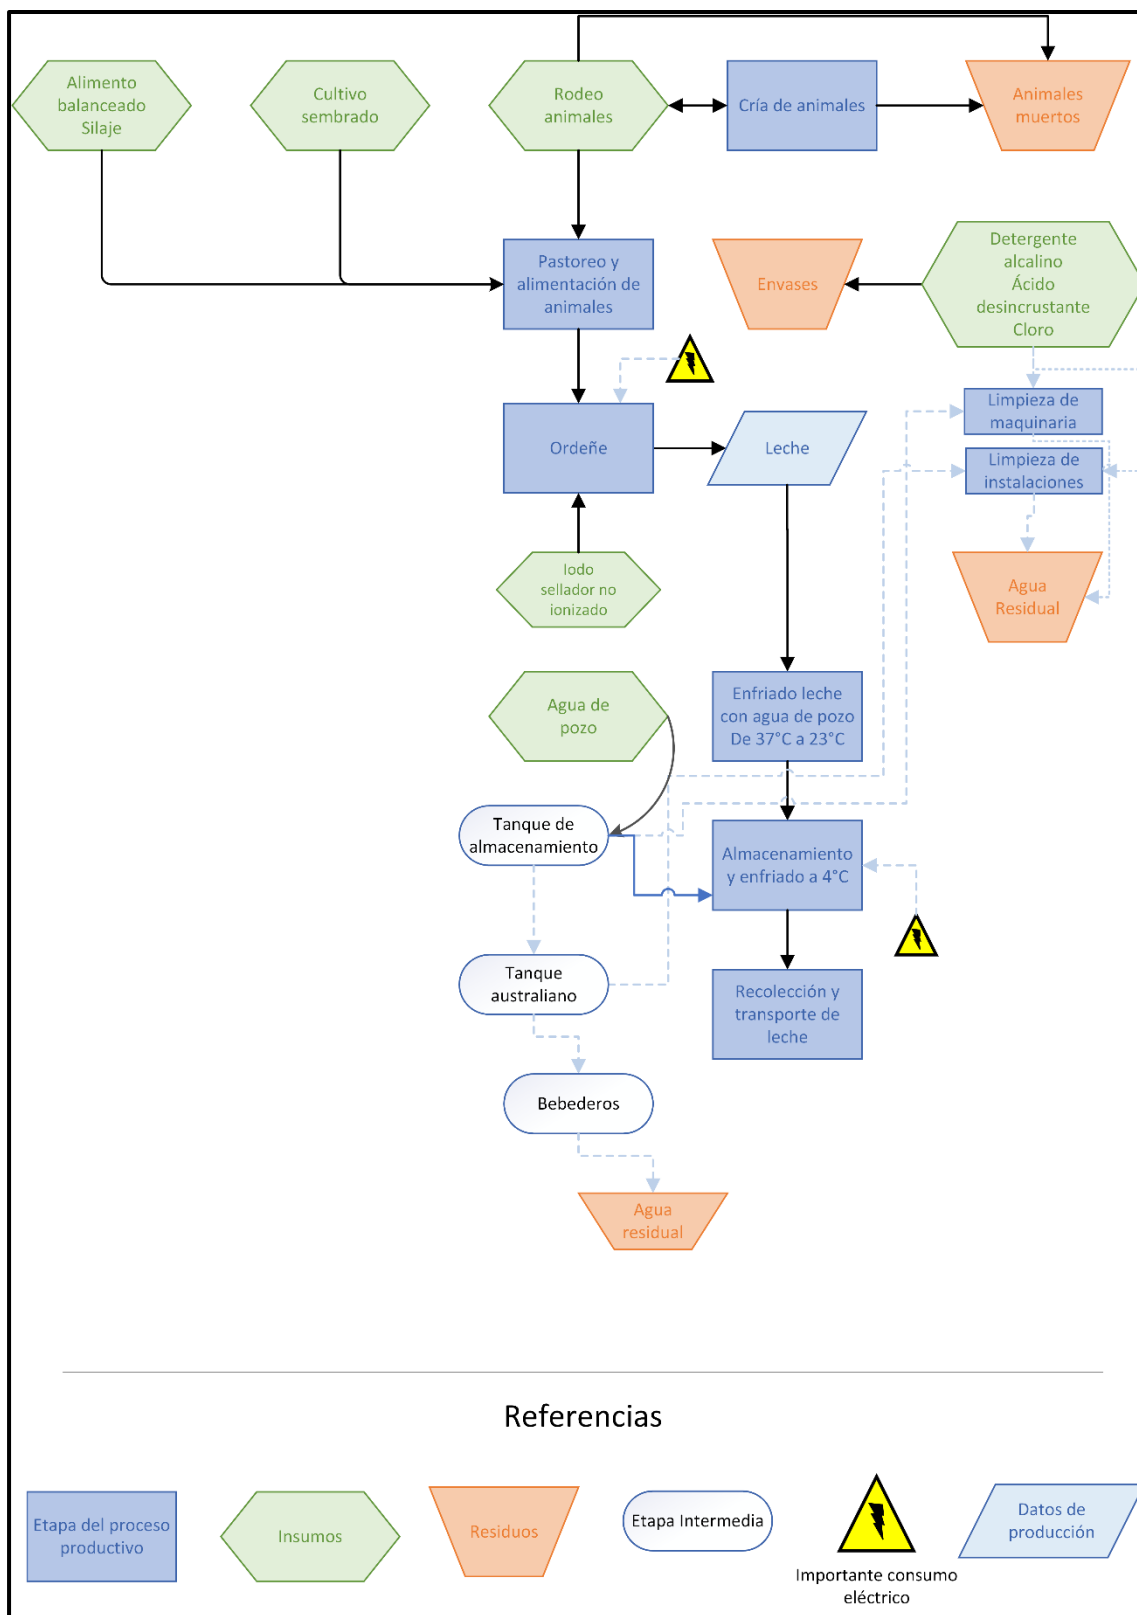 Alimento
balanceado
Silaje
Cultivo
sembrado
Rodeo
animales
Cría de animales
Animales
muertos
Pastoreo y
alimentación de
animales
Envases
Detergente
alcalino
Ácido
desincrustante
Cloro
Ordeñe
Leche
Limpieza de
maquinaria
Limpieza de
instalaciones
Iodo
sellador no
ionizado
Agua
Residual
Agua de
pozo
Enfriado leche
con agua de pozo
De 37°C a 23°C
Tanque de
almacenamiento
Almacenamiento
y enfriado a 4°C
Tanque
australiano
Recolección y
transporte de
leche
Bebederos
Agua
residual
Referencias
Etapa del proceso
productivo
Insumos
Residuos
Etapa Intermedia
Importante consumo
eléctrico
Datos de
producción